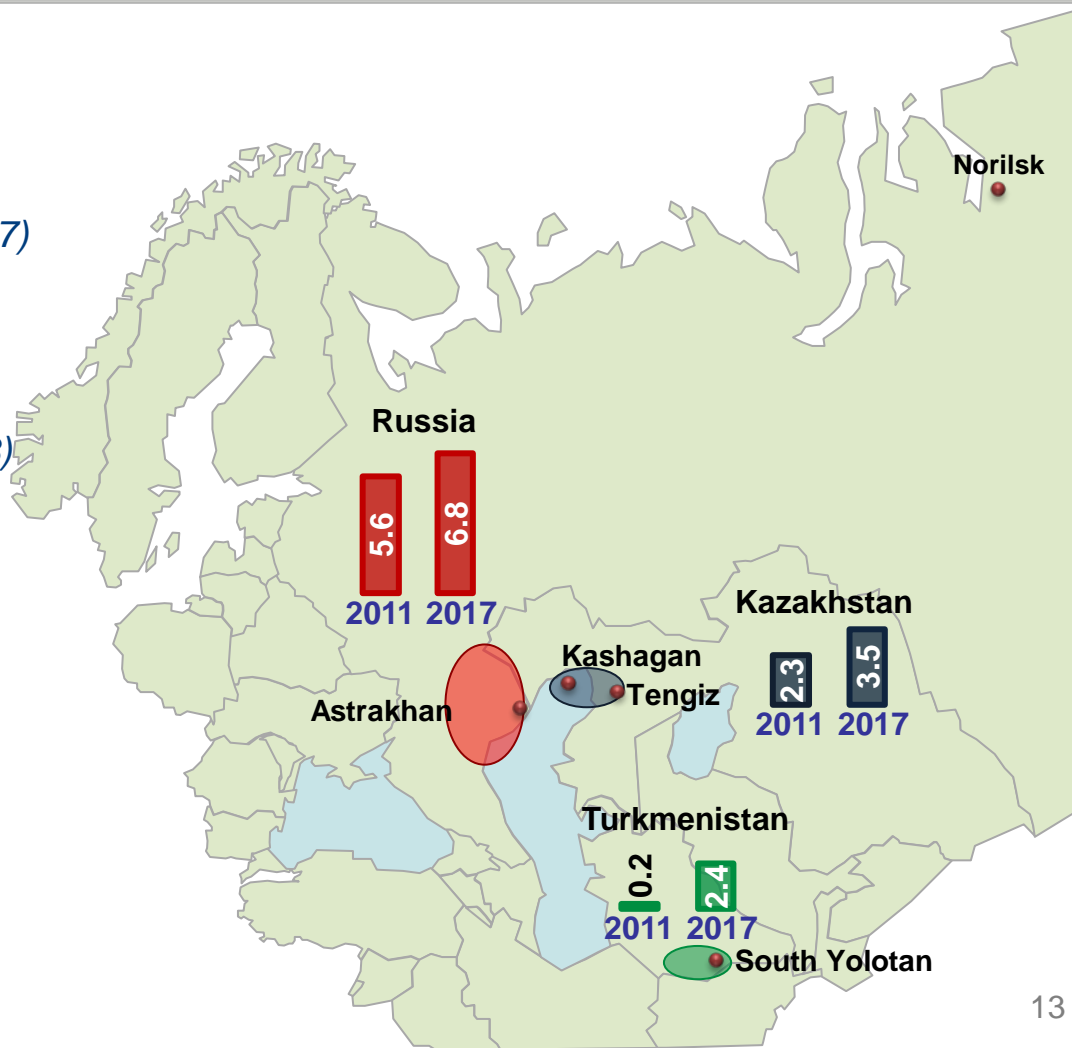 Norilsk
7)
)
Russia
5.6
6.8
2011 2017
Kazakhstan
2.3
3.5
2011 2017
Kashagan
Tengiz
Astrakhan
Turkmenistan
0.2
2.4
2011 2017
South Yolotan
13